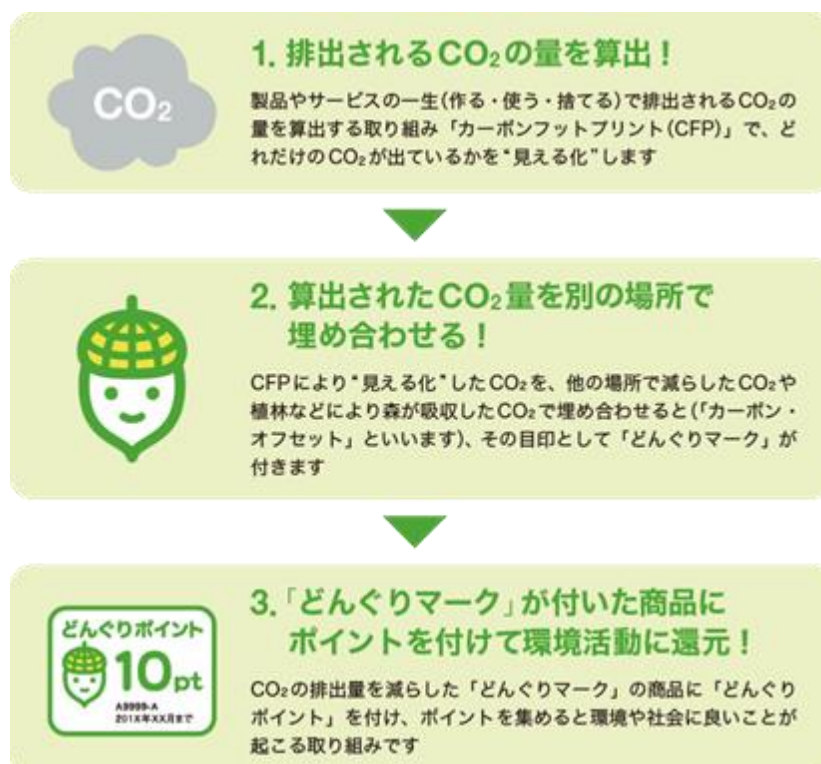 CO₂
1. 排出されるCO₂の量を算出！
製品やサービスの一生(作る・使う・捨てる)で排出されるCO₂の
量を算出する取り組み「カーボンフットプリント(CFP)」で、ど
れだけのCO₂が出ているかを“見える化”します
2. 算出されたCO₂量を別の場所で
埋め合わせる！
CFPにより“見える化”したCO₂を、他の場所で減らしたCO₂や
植林などにより森が吸収したCO₂で埋め合わせると(「カーボン・
オフセット」といいます)、その目印として「どんぐりマーク」が
付きます
どんぐりポイント
10pt
A9999-A
201X年XX月まで
3.「どんぐりマーク」が付いた商品に
ポイントを付けて環境活動に還元！
CO₂の排出量を減らした「どんぐりマーク」の商品に「どんぐり
ポイント」を付け、ポイントを集めると環境や社会に良いことが
起こる取り組みです